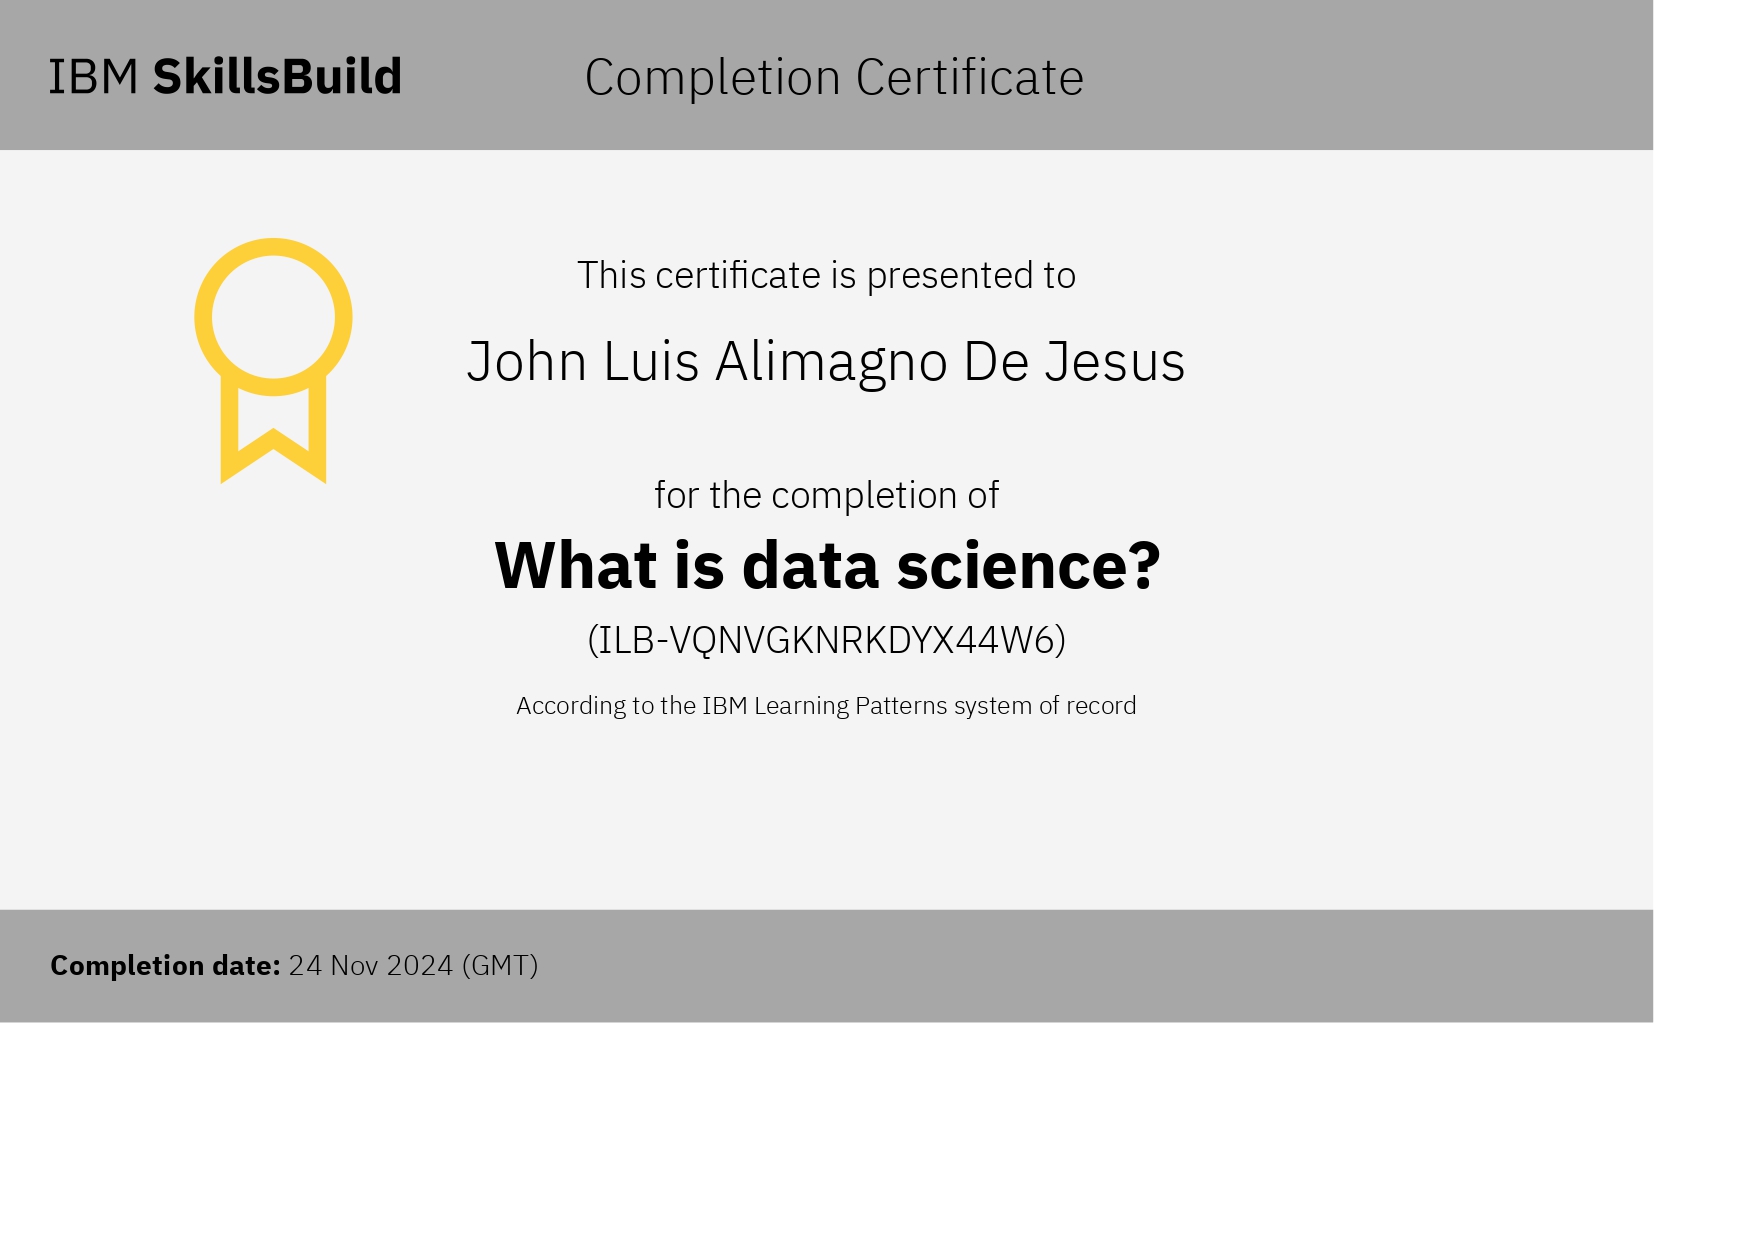 IBM SkillsBuild
Completion Certificate
This certificate is presented to
John Luis Alimagno De Jesus
for the completion of
What is data science?
(ILB-VQNVGKNRKDYX44W6)
According to the IBM Learning Patterns system of record
Completion date: 24 Nov 2024 (GMT)